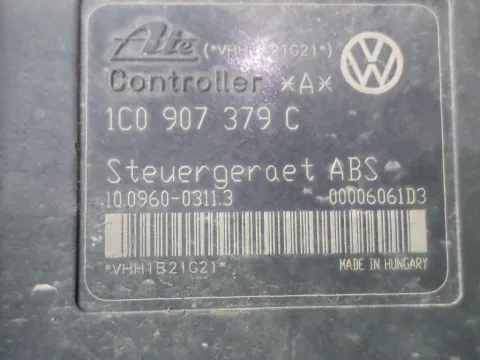 Ate (*VHH1B21G21*)
Controller *A*
1C0 907 379 C
Steuergeraet ABS
10.0960-0311.3 00006061D3
*VHH1B21G21*
MADE IN HUNGARY